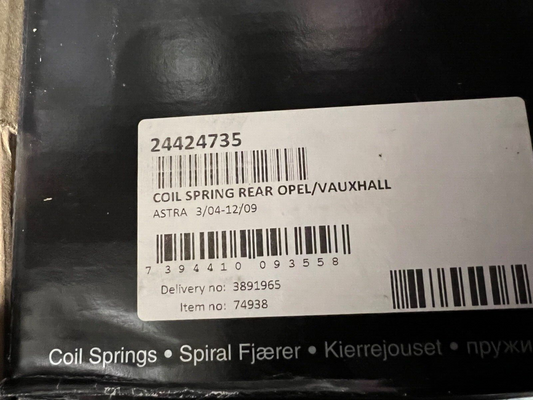 24424735
COIL SPRING REAR OPEL/VAUXHALL
ASTRA 3/04-12/09
7 394410 093558
Delivery no: 3891965
Item no: 74938
Coil Springs • Spiral Fjærer • Kierrejouset •